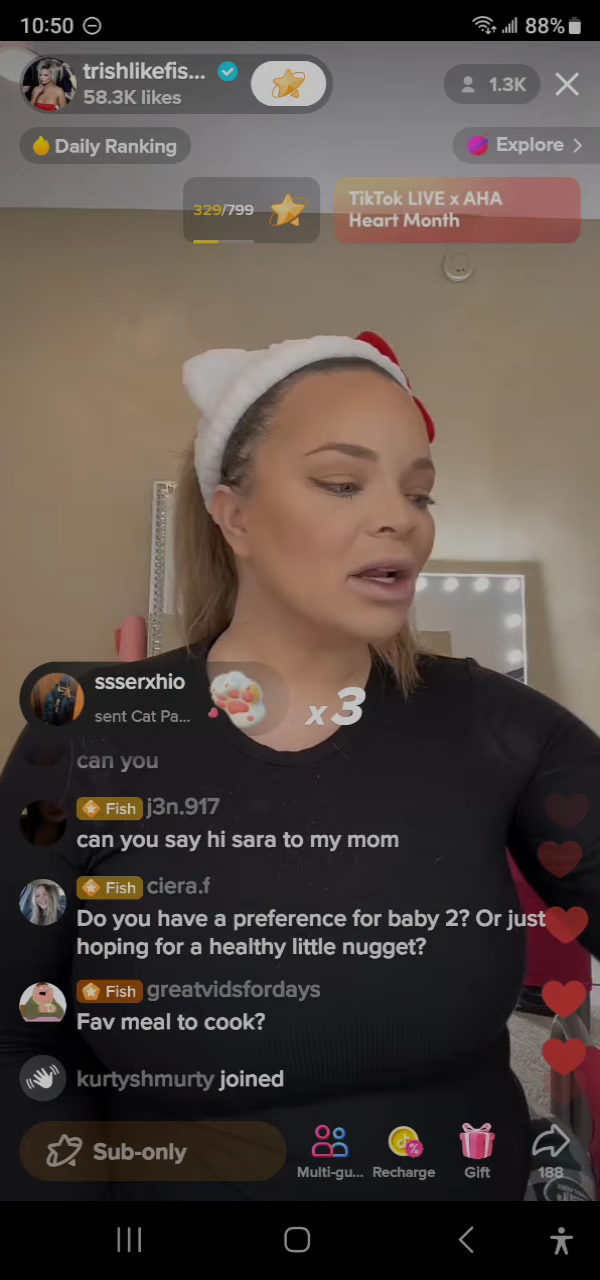 10:50
88%
trishlikefis...
58.3K likes
1.3K
Daily Ranking
Explore >
329/799
TikTok LIVE x AHA
Heart Month
ssserxhio
sent Cat Pa...
x3
can you
Fish j3n.917
can you say hi sara to my mom
Fish ciera.f
Do you have a preference for baby 2? Or just
hoping for a healthy little nugget?
Fish greatvidsfordays
Fav meal to cook?
kurtyshmurty joined
Sub-only
Multi-gu...
Recharge
Gift
188